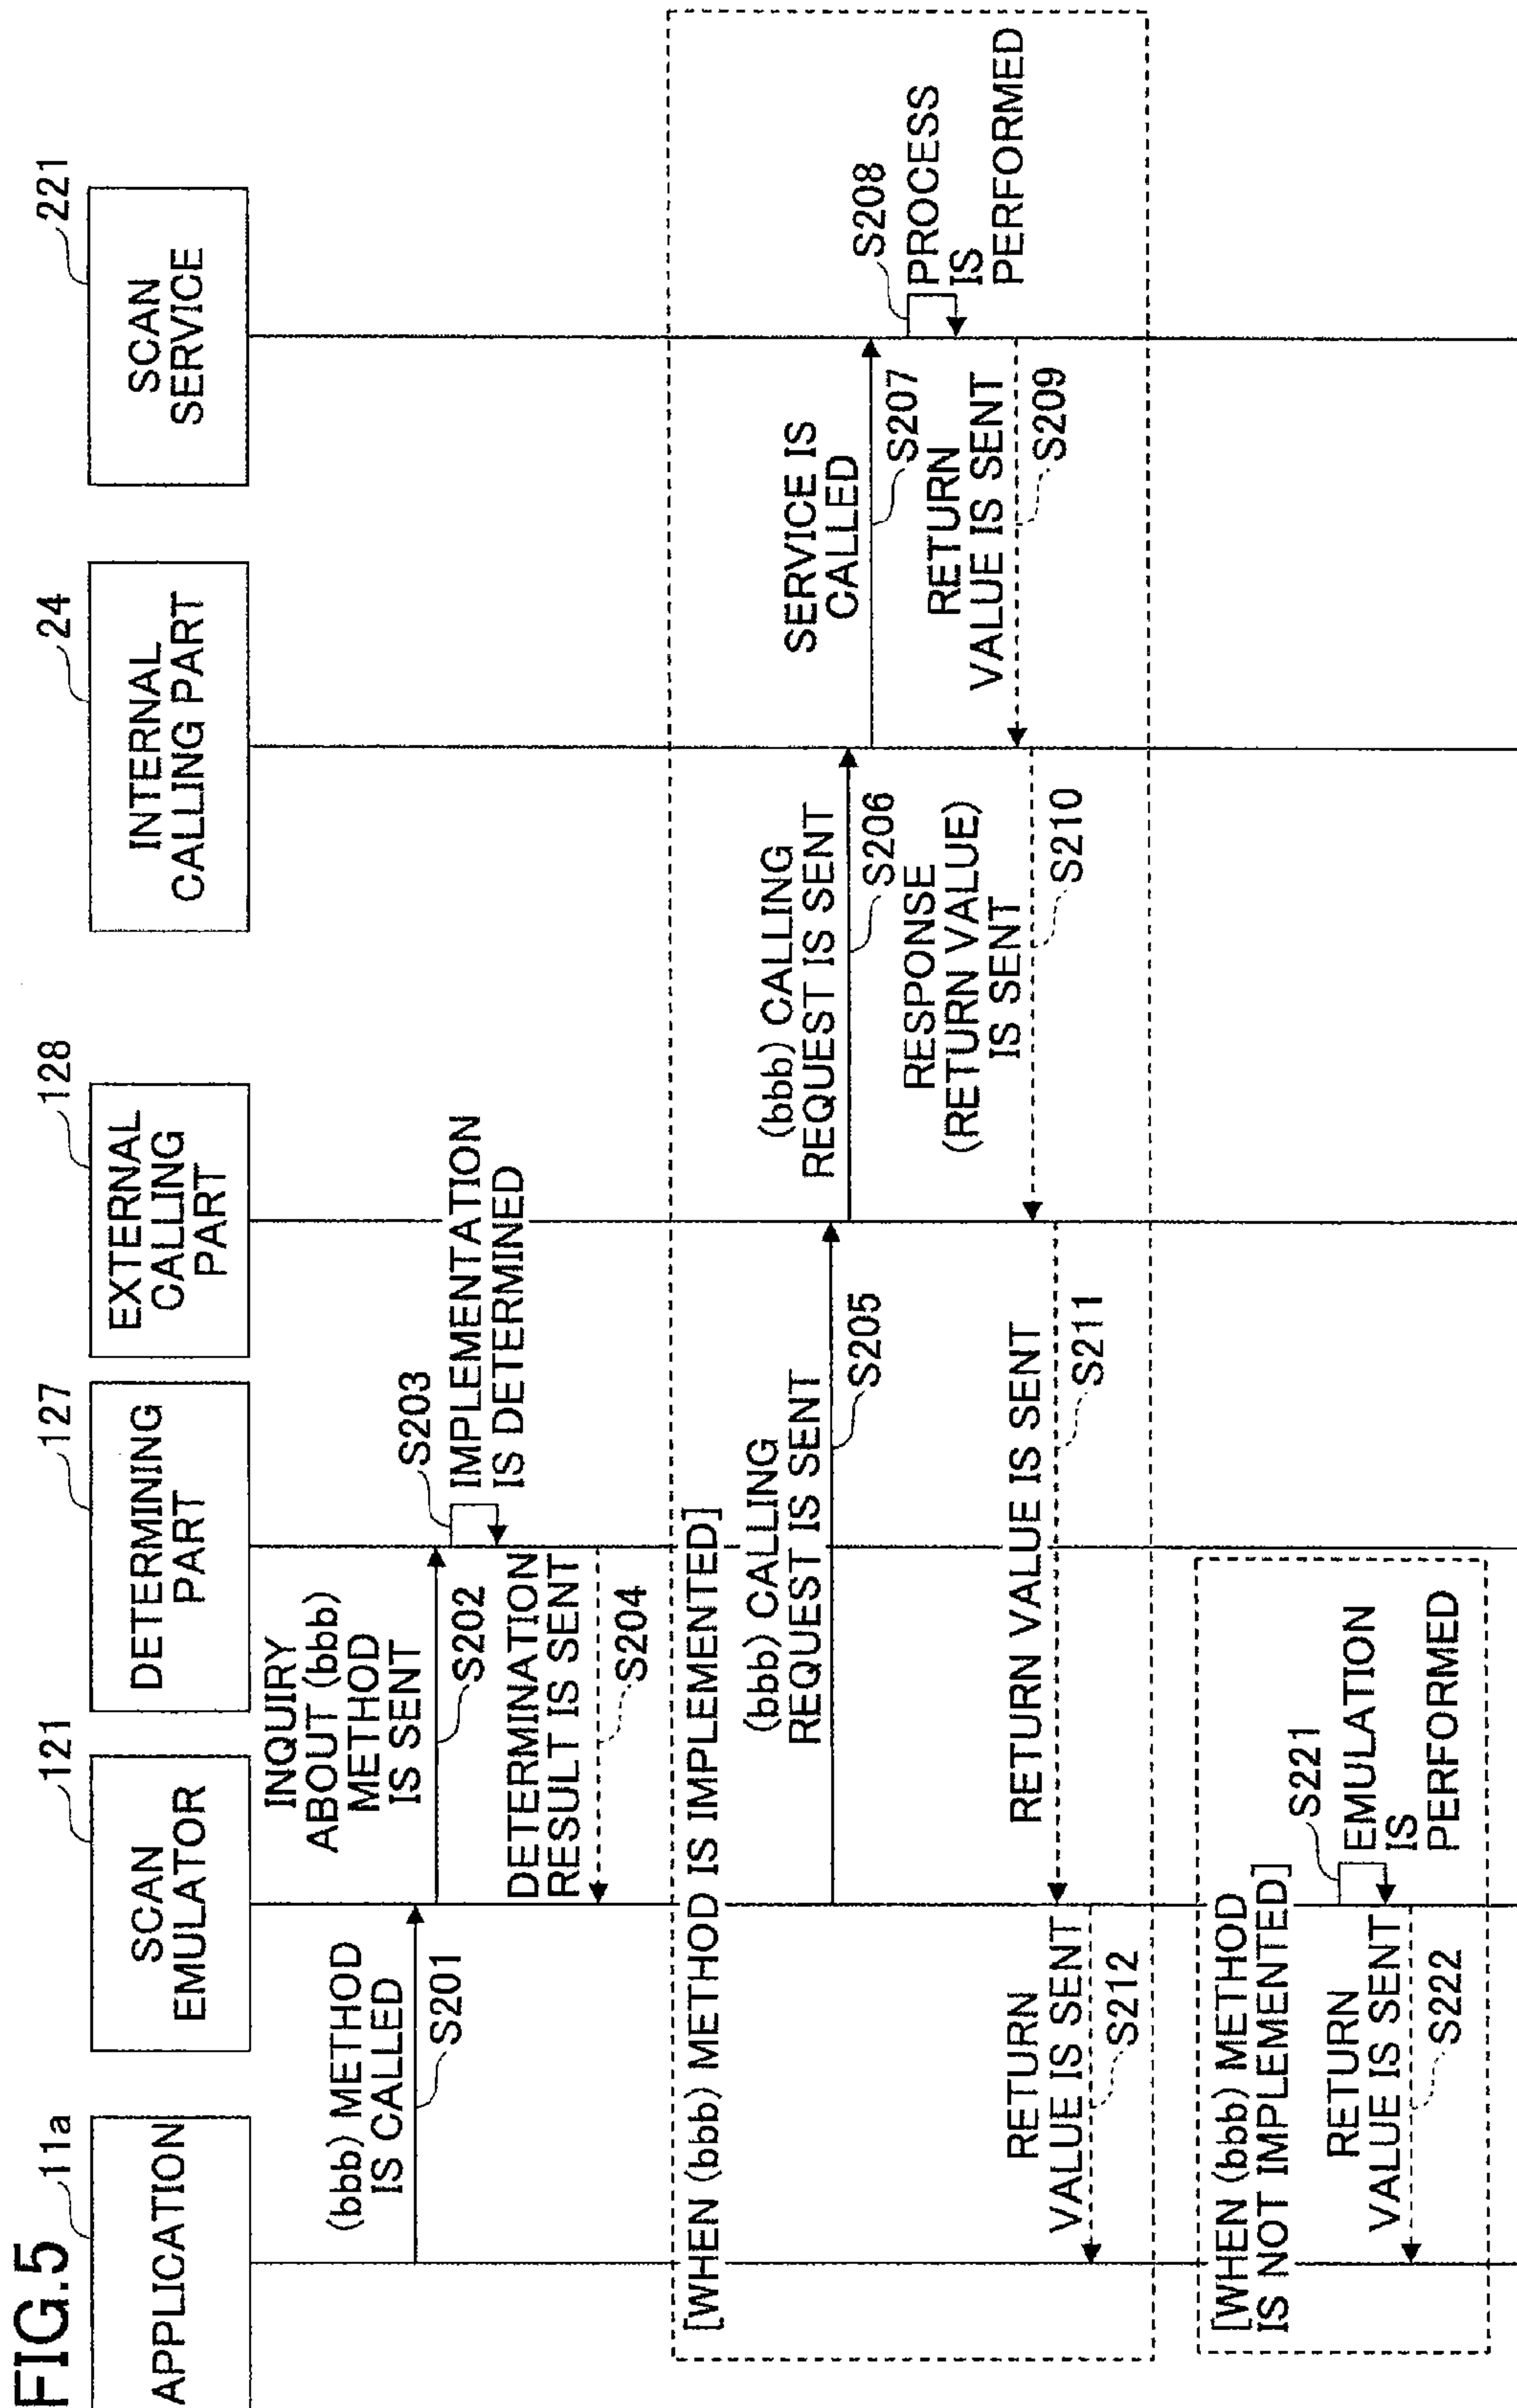 FIG.5
11a
APPLICATION
121
SCAN
EMULATOR
127
DETERMINING
PART
128
EXTERNAL
CALLING
PART
24
INTERNAL
CALLING PART
221
SCAN
SERVICE
(bbb) METHOD
IS CALLED
S201
INQUIRY
ABOUT (bbb)
METHOD
IS SENT
S202
S203
IMPLEMENTATION
IS DETERMINED
DETERMINATION
RESULT IS SENT
S204
[WHEN (bbb) METHOD IS IMPLEMENTED]
(bbb) CALLING
REQUEST IS SENT
S205
(bbb) CALLING
REQUEST IS SENT
S206
SERVICE IS
CALLED
S207
S208
PROCESS
IS
PERFORMED
RETURN
VALUE IS SENT
S209
RESPONSE
(RETURN VALUE)
IS SENT
S210
RETURN VALUE IS SENT
S211
RETURN
VALUE IS SENT
S212
[WHEN (bbb) METHOD
IS NOT IMPLEMENTED]
S221
EMULATION
IS
PERFORMED
RETURN
VALUE IS SENT
S222